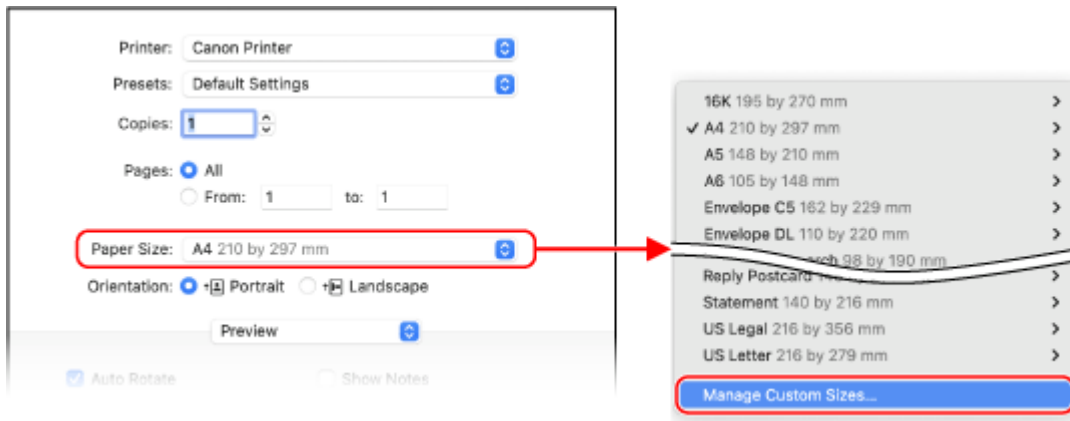 Printer: Canon Printer
Presets: Default Settings
Copies: 1
Pages: All
From: 1 to: 1
Paper Size: A4 210 by 297 mm
Orientation: Portrait Landscape
Preview
Auto Rotate Show Notes
16K 195 by 270 mm
A4 210 by 297 mm
A5 148 by 210 mm
A6 105 by 148 mm
Envelope C5 162 by 229 mm
Envelope DL 110 by 220 mm
98 by 190 mm
Reply Postcard
Statement 140 by 216 mm
US Legal 216 by 356 mm
US Letter 216 by 279 mm
Manage Custom Sizes...